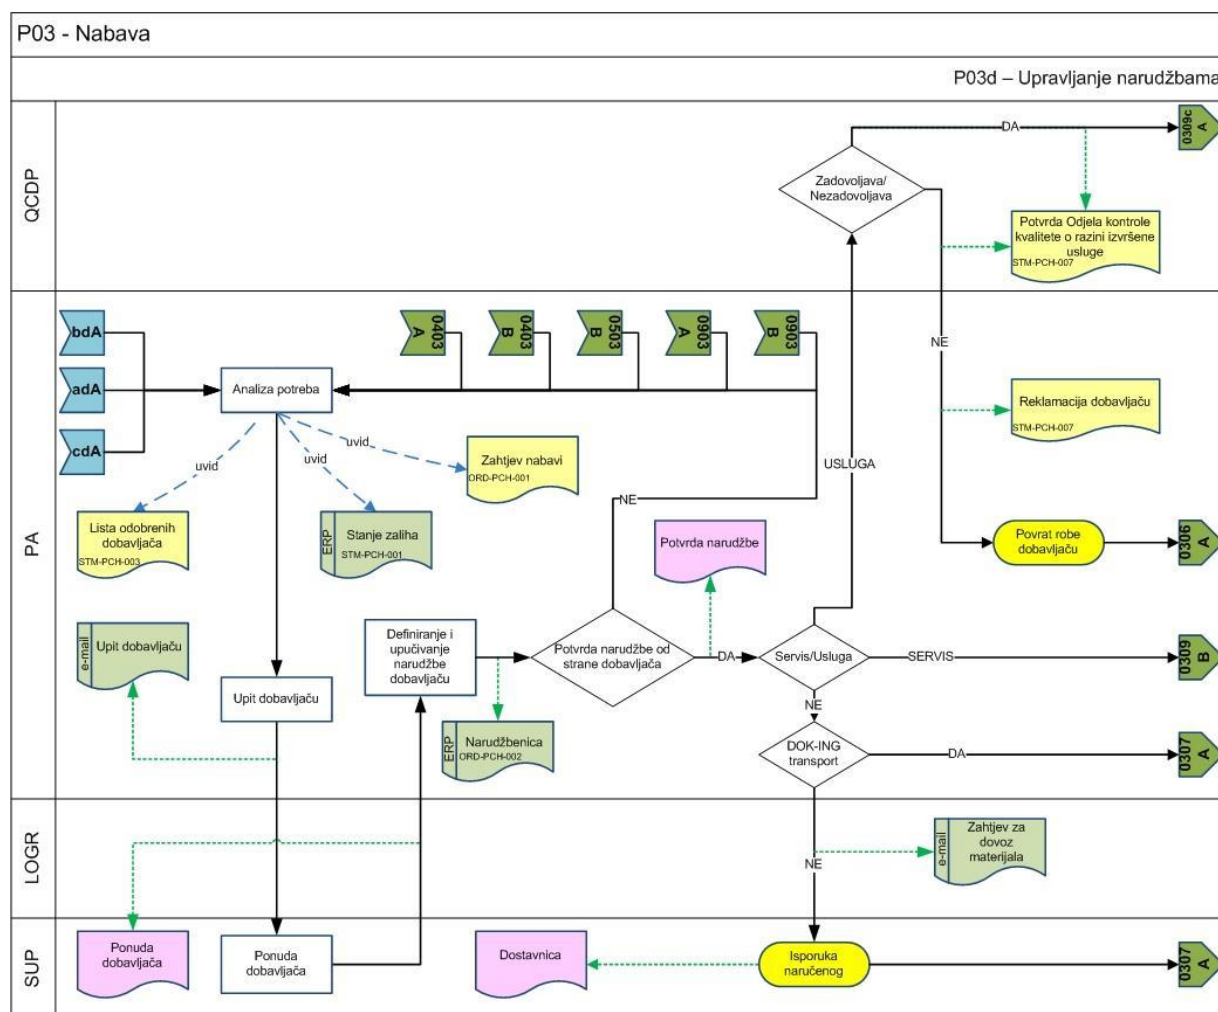 P03 - Nabava
P03d – Upravljanje narudžbama
QCDP
DA
0309c
A
Zadovoljava/
Nezadovoljava
Potvrda Odjela kontrole
kvalitete o razini izvršene
usluge
STM-PCH-007
PA
bdA
adA
cdA
Analiza potreba
0403
A
0403
B
0503
B
0903
A
0903
B
NE
uvid
uvid
uvid
Zahtjev nabavi
ORD-PCH-001
USLUGA
Reklamacija dobavljaču
STM-PCH-007
NE
Lista odobrenih
dobavljača
STM-PCH-003
ERP
Stanje zaliha
STM-PCH-001
Potvrda narudžbe
Povrat robe
dobavljaču
0306
A
e-mail
Upit dobavljaču
Definiranje i
upućivanje
narudžbe
dobavljaču
Potvrda narudžbe od
strane dobavljača
DA
Servis/Usluga
SERVIS
0309
B
Upit dobavljaču
NE
ERP
Narudžbenica
ORD-PCH-002
DOK-ING
transport
DA
0307
A
LOGR
NE
e-mail
Zahtjev za
dovoz
materijala
SUP
Ponuda
dobavljača
Ponuda
dobavljača
Dostavnica
Isporuka
naručenog
0307
A